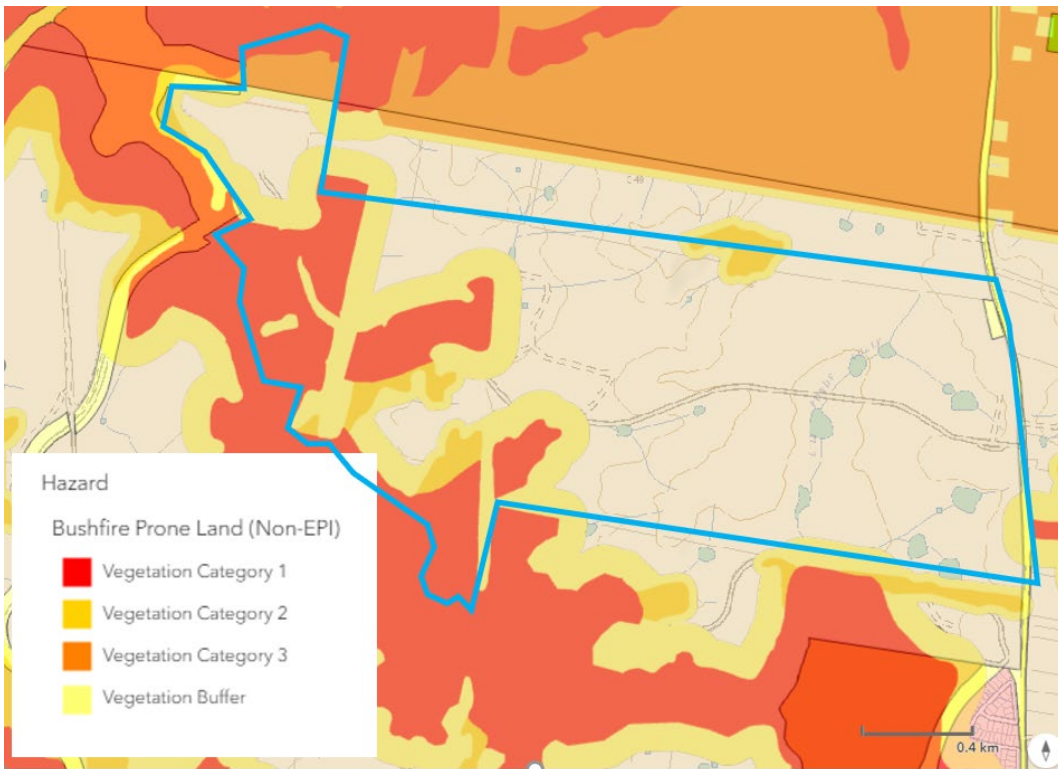 Hazard
Bushfire Prone Land (Non-EPI)
Vegetation Category 1
Vegetation Category 2
Vegetation Category 3
Vegetation Buffer
0.4 km